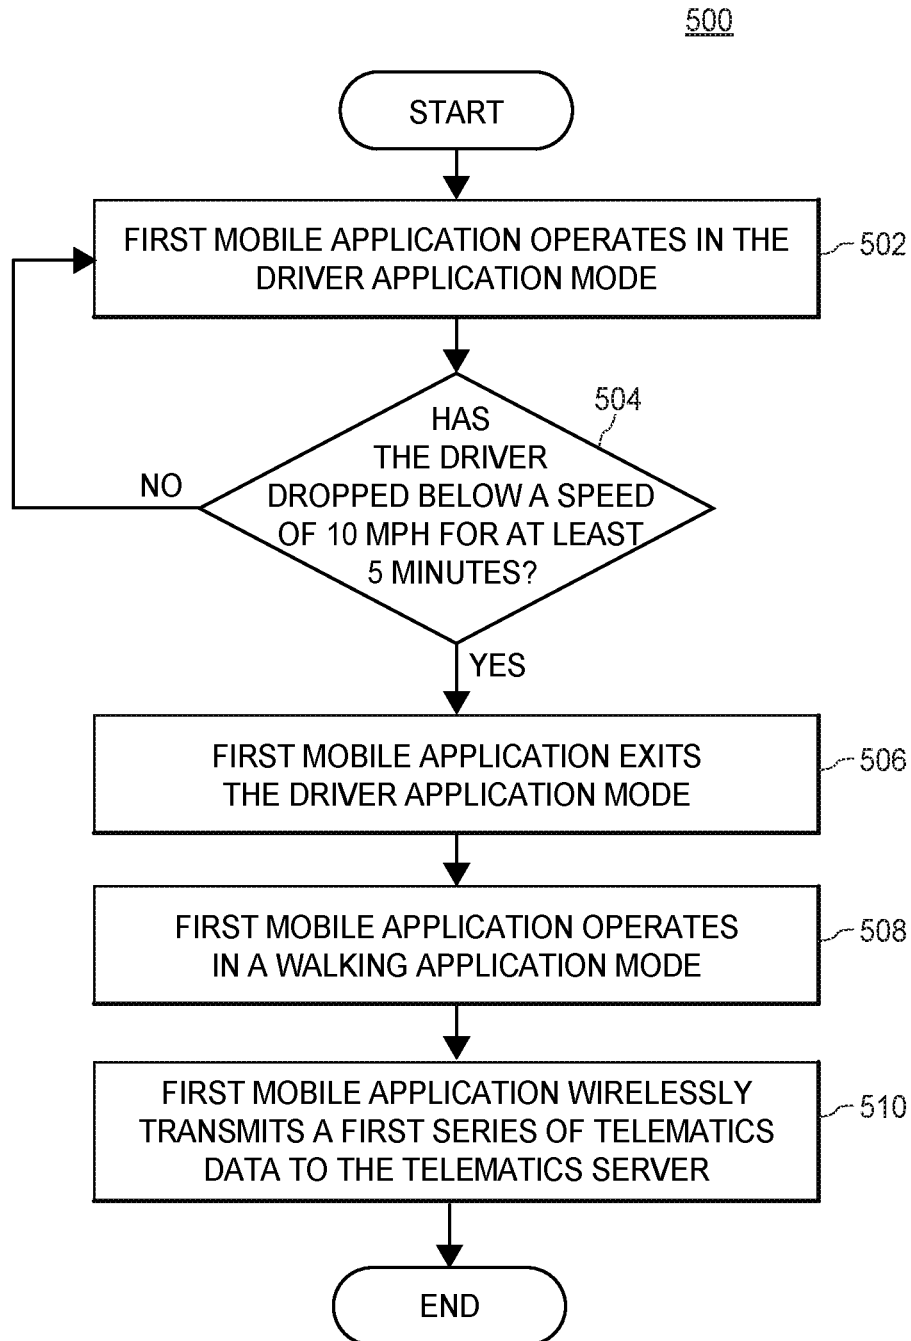 500
START
FIRST MOBILE APPLICATION OPERATES IN THE
DRIVER APPLICATION MODE
502
504
HAS
THE DRIVER
DROPPED BELOW A SPEED
OF 10 MPH FOR AT LEAST
5 MINUTES?
NO
YES
FIRST MOBILE APPLICATION EXITS
THE DRIVER APPLICATION MODE
506
FIRST MOBILE APPLICATION OPERATES
IN A WALKING APPLICATION MODE
508
FIRST MOBILE APPLICATION WIRELESSLY
TRANSMITS A FIRST SERIES OF TELEMATICS
DATA TO THE TELEMATICS SERVER
510
END